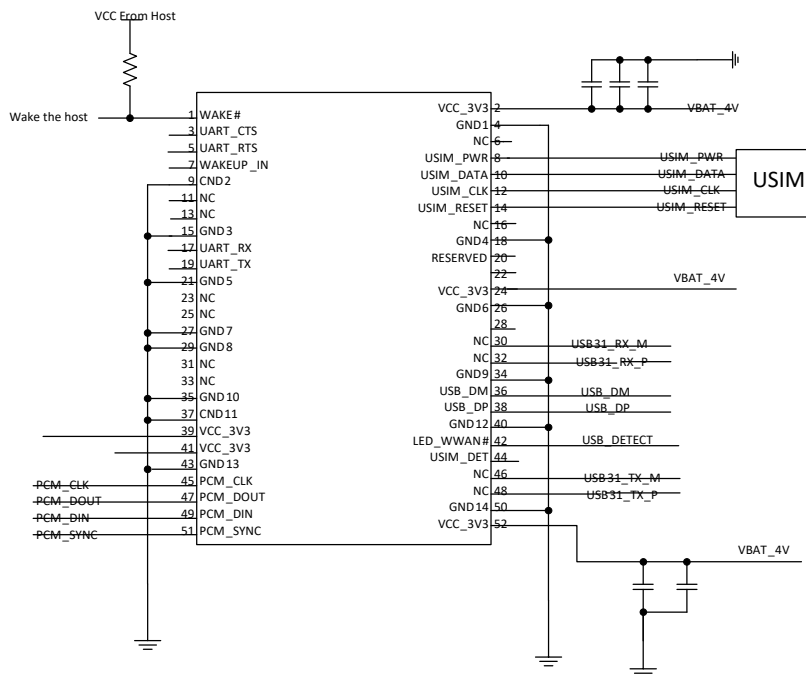 VCC From Host
Wake the host
1 WAKE#
3 UART_CTS
5 UART_RTS
7 WAKEUP_IN
9 CND2
11 NC
13 NC
15 GND3
17 UART_RX
19 UART_TX
21 GND5
23 NC
25 NC
27 GND7
29 GND8
31 NC
33 NC
35 GND10
37 CND11
39 VCC_3V3
41 VCC_3V3
43 GND13
PCM_CLK 45 PCM_CLK
PCM_DOUT 47 PCM_DOUT
PCM_DIN 49 PCM_DIN
PCM_SYNC 51 PCM_SYNC
VCC_3V3 2 VBAT_4V
GND1 4
NC 6
USIM_PWR 8 USIM_PWR
USIM_DATA 10 USIM_DATA
USIM_CLK 12 USIM_CLK
USIM_RESET 14 USIM_RESET
USIM
NC 16
GND4 18
RESERVED 20
22
VCC_3V3 24 VBAT_4V
GND6 26
28
NC 30 USB31_RX_M
NC 32 USB31_RX_P
GND9 34
USB_DM 36 USB_DM
USB_DP 38 USB_DP
GND12 40
LED_WWAN# 42 USB_DETECT
USIM_DET 44
NC 46 USB31_TX_M
NC 48 USB31_TX_P
GND14 50
VCC_3V3 52
VBAT_4V